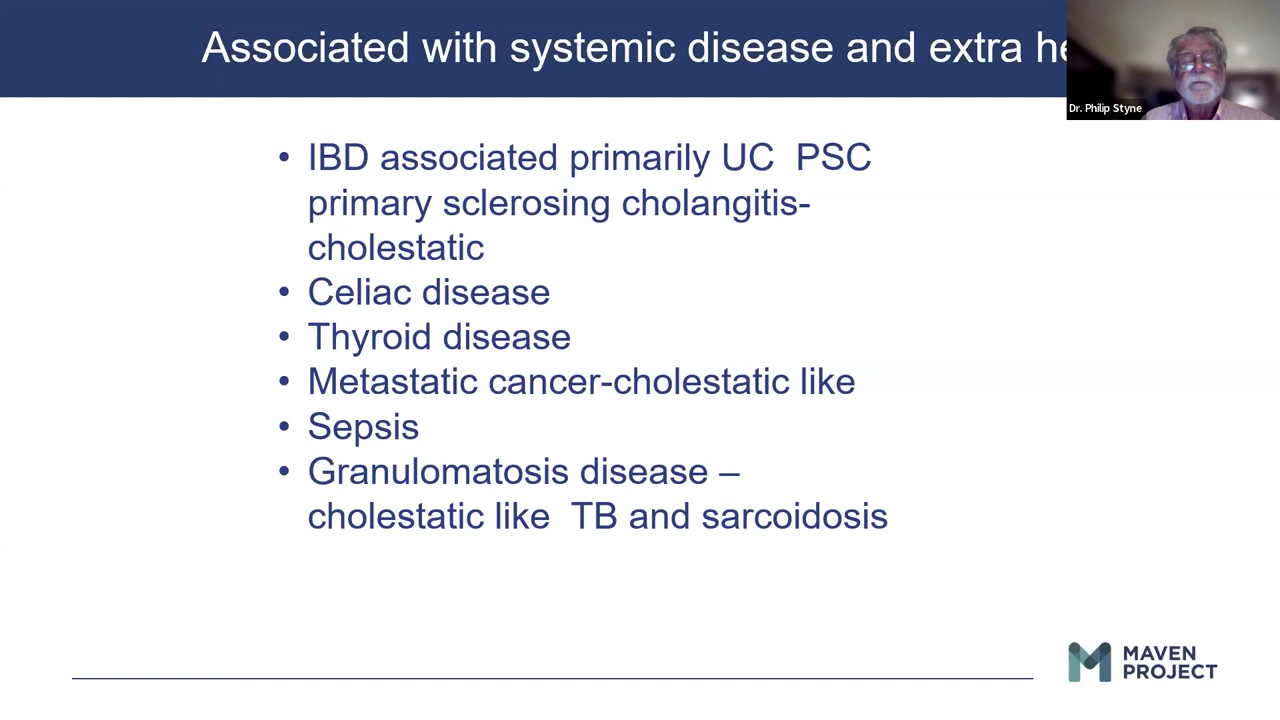 Associated with systemic disease and extra
Dr. Philip Styne
• IBD associated primarily UC  PSC
primary sclerosing cholangitis-
cholestatic
• Celiac disease
• Thyroid disease
• Metastatic cancer-cholestatic like
• Sepsis
• Granulomatosis disease –
cholestatic like  TB and sarcoidosis
MAVEN
PROJECT